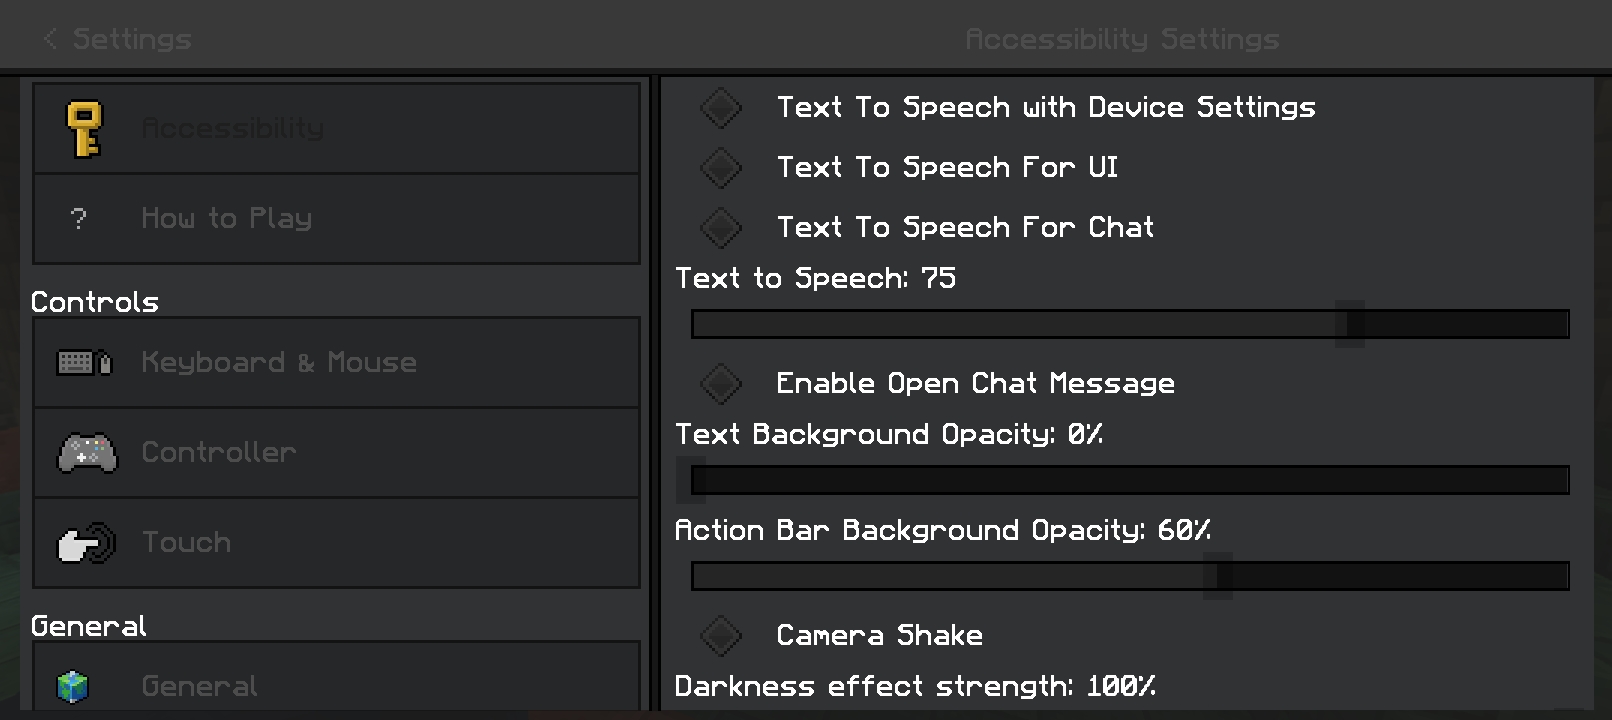 < Settings
Accessibility Settings
Accessibility
? How to Play
Controls
Keyboard & Mouse
Controller
Touch
General
General
Text To Speech with Device Settings
Text To Speech For UI
Text To Speech For Chat
Text to Speech: 75
Enable Open Chat Message
Text Background Opacity: 0%
Action Bar Background Opacity: 60%
Camera Shake
Darkness effect strength: 100%